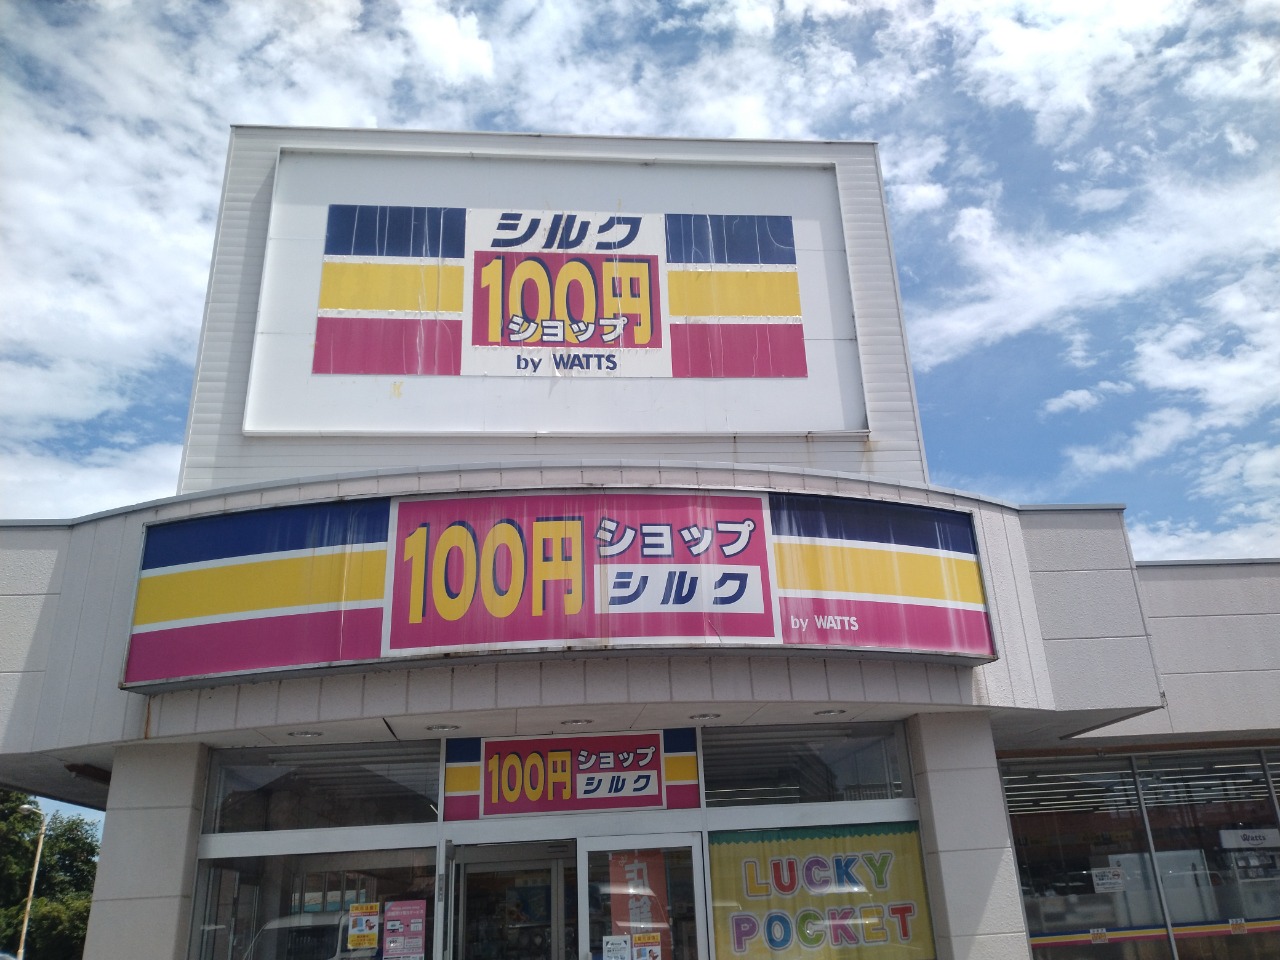 シルク
100円
ショップ
by WATTS
100円 ショップ
シルク
by WATTS
100円 ショップ
シルク
LUCKY
POCKET
Watts